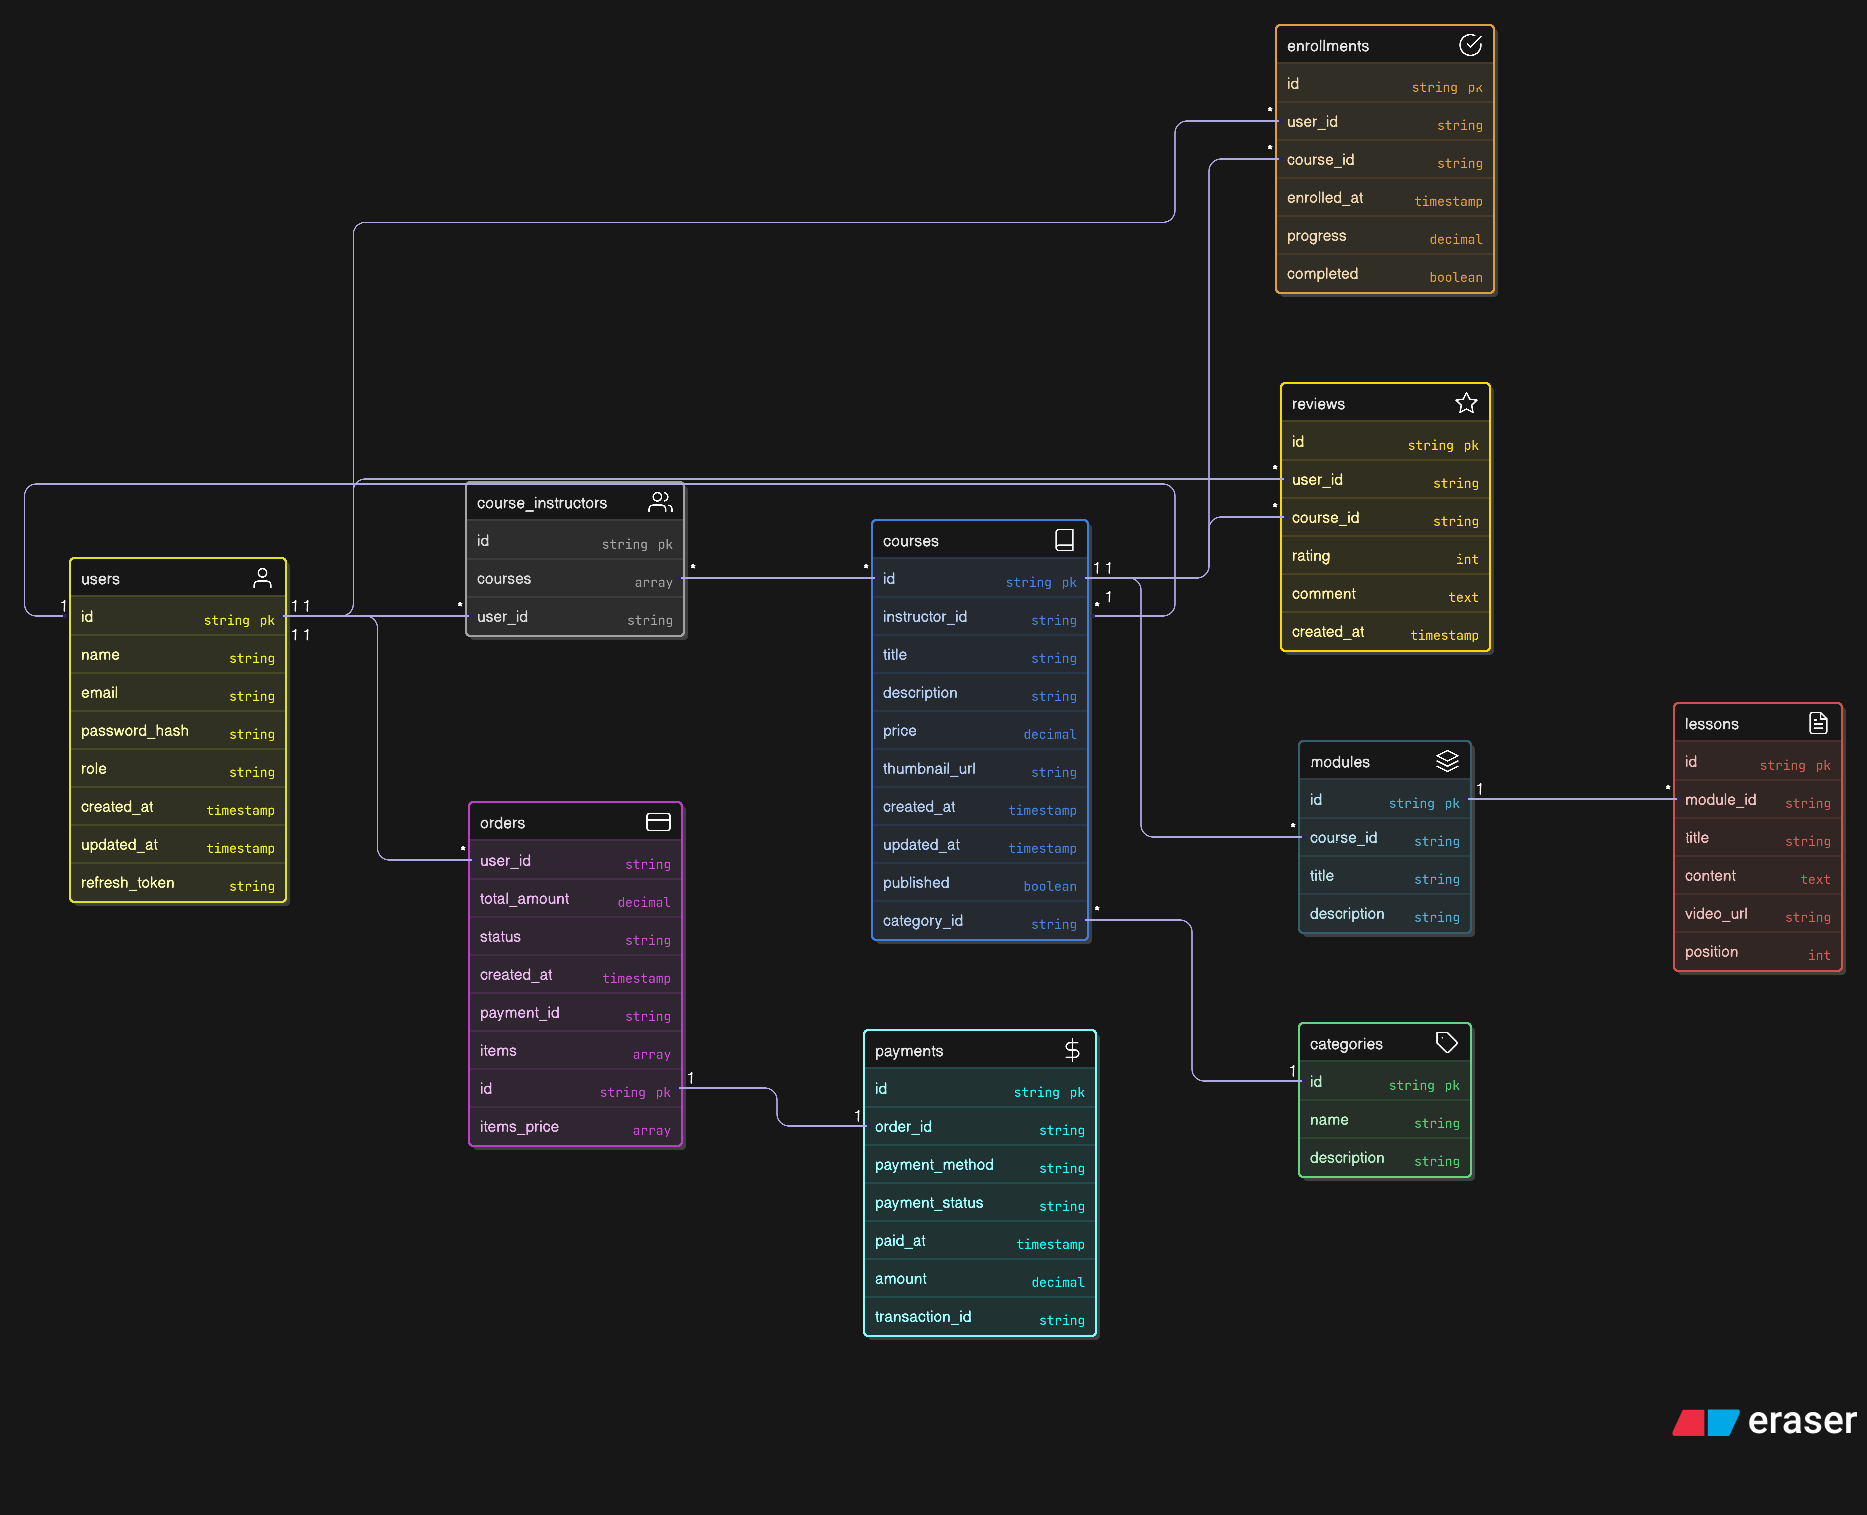 enrollments
id string pk
user_id string
course_id string
enrolled_at timestamp
progress decimal
completed boolean
*
*
reviews
id string pk
user_id string
course_id string
rating int
comment text
created_at timestamp
*
*
course_instructors
id string pk
courses array
user_id string
*
*
courses
id string pk
instructor_id string
title string
description string
price decimal
thumbnail_url string
created_at timestamp
updated_at timestamp
published boolean
category_id string
*
1 1
* 1
*
users
id string pk
name string
email string
password_hash string
role string
created_at timestamp
updated_at timestamp
refresh_token string
1
1 1
1 1
orders
user_id string
total_amount decimal
status string
created_at timestamp
payment_id string
items array
id string pk
items_price array
*
1
payments
id string pk
order_id string
payment_method string
payment_status string
paid_at timestamp
amount decimal
transaction_id string
1
modules
id string pk
course_id string
title string
description string
1
*
lessons
id string pk
module_id string
title string
content text
video_url string
position int
*
categories
id string pk
name string
description string
1
eraser